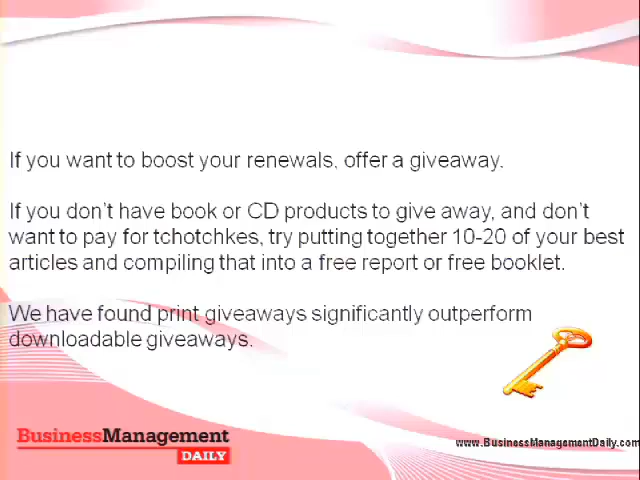 If you want to boost your renewals, offer a giveaway.
If you don't have book or CD products to give away, and don't
want to pay for tchotchkes, try putting together 10-20 of your best
articles and compiling that into a free report or free booklet.
We have found print giveaways significantly outperform
downloadable giveaways.
BusinessManagement
DAILY
www.BusinessManagementDaily.com